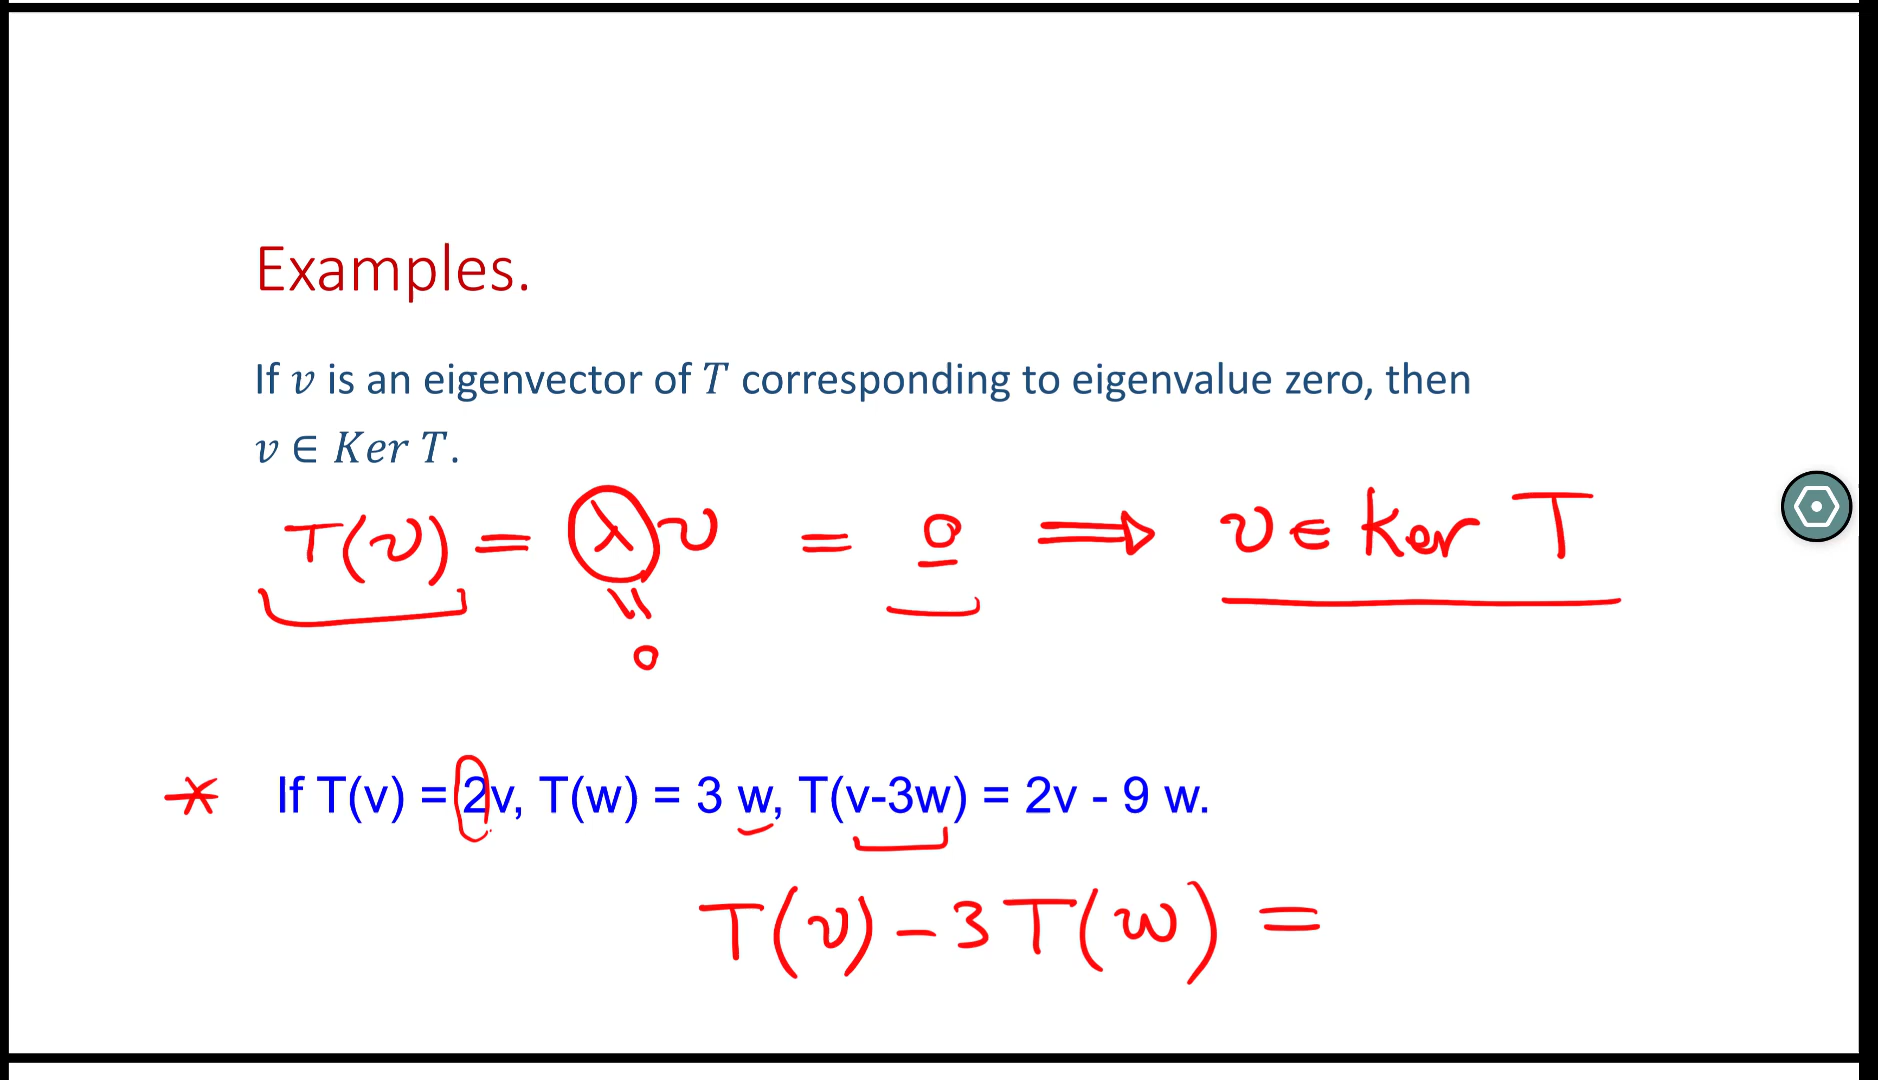 Examples.
If v is an eigenvector of T corresponding to eigenvalue zero, then
v ∈ Ker T.
T(v) = λv = 0 ⟹ v ∈ Ker T
"
0
* If T(v) = 2v, T(w) = 3 w, T(v-3w) = 2v - 9 w.
T(v) - 3T(w) =